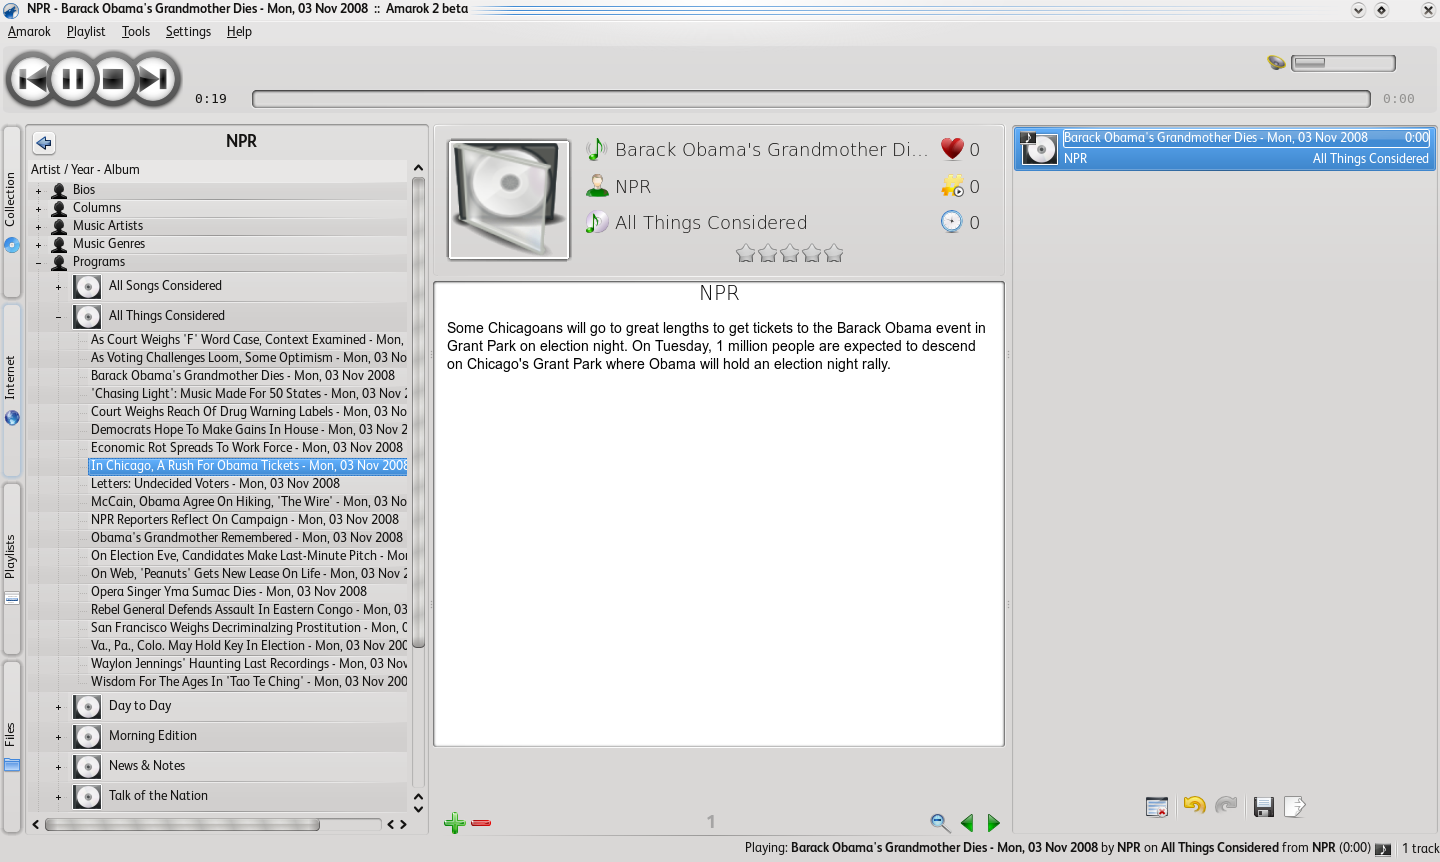 NPR - Barack Obama's Grandmother Dies - Mon, 03 Nov 2008 :: Amarok 2 beta
Amarok Playlist Tools Settings Help
0:19
0:00
Collection
Internet
Playlists
Files
NPR
Artist / Year - Album
Bios
Columns
Music Artists
Music Genres
Programs
All Songs Considered
All Things Considered
As Court Weighs 'F' Word Case, Context Examined - Mon,
As Voting Challenges Loom, Some Optimism - Mon, 03 No
Barack Obama's Grandmother Dies - Mon, 03 Nov 2008
'Chasing Light': Music Made For 50 States - Mon, 03 Nov 2
Court Weighs Reach Of Drug Warning Labels - Mon, 03 No
Democrats Hope To Make Gains In House - Mon, 03 Nov 2
Economic Rot Spreads To Work Force - Mon, 03 Nov 2008
In Chicago, A Rush For Obama Tickets - Mon, 03 Nov 2008
Letters: Undecided Voters - Mon, 03 Nov 2008
McCain, Obama Agree On Hiking, 'The Wire' - Mon, 03 No
NPR Reporters Reflect On Campaign - Mon, 03 Nov 2008
Obama's Grandmother Remembered - Mon, 03 Nov 2008
On Election Eve, Candidates Make Last-Minute Pitch - Mon
On Web, 'Peanuts' Gets New Lease On Life - Mon, 03 Nov 2
Opera Singer Yma Sumac Dies - Mon, 03 Nov 2008
Rebel General Defends Assault In Eastern Congo - Mon, 03
San Francisco Weighs Decriminalzing Prostitution - Mon, 0
Va., Pa., Colo. May Hold Key In Election - Mon, 03 Nov 200
Waylon Jennings' Haunting Last Recordings - Mon, 03 Nov
Wisdom For The Ages In 'Tao Te Ching' - Mon, 03 Nov 200
Day to Day
Morning Edition
News & Notes
Talk of the Nation
Barack Obama's Grandmother Di... 0
NPR 0
All Things Considered 0
NPR
Some Chicagoans will go to great lengths to get tickets to the Barack Obama event in
Grant Park on election night. On Tuesday, 1 million people are expected to descend
on Chicago's Grant Park where Obama will hold an election night rally.
1
Barack Obama's Grandmother Dies - Mon, 03 Nov 2008 0:00
NPR All Things Considered
Playing: Barack Obama's Grandmother Dies - Mon, 03 Nov 2008 by NPR on All Things Considered from NPR (0:00) 1 track